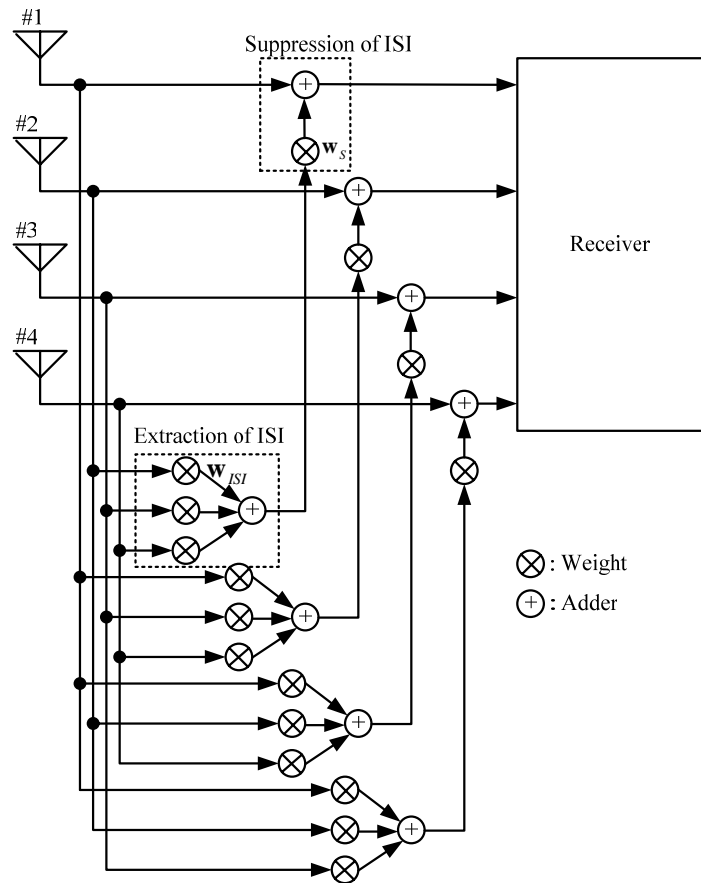 #1
Suppression of ISI
w_S
#2
#3
Receiver
#4
Extraction of ISI
w_ISI
: Weight
: Adder